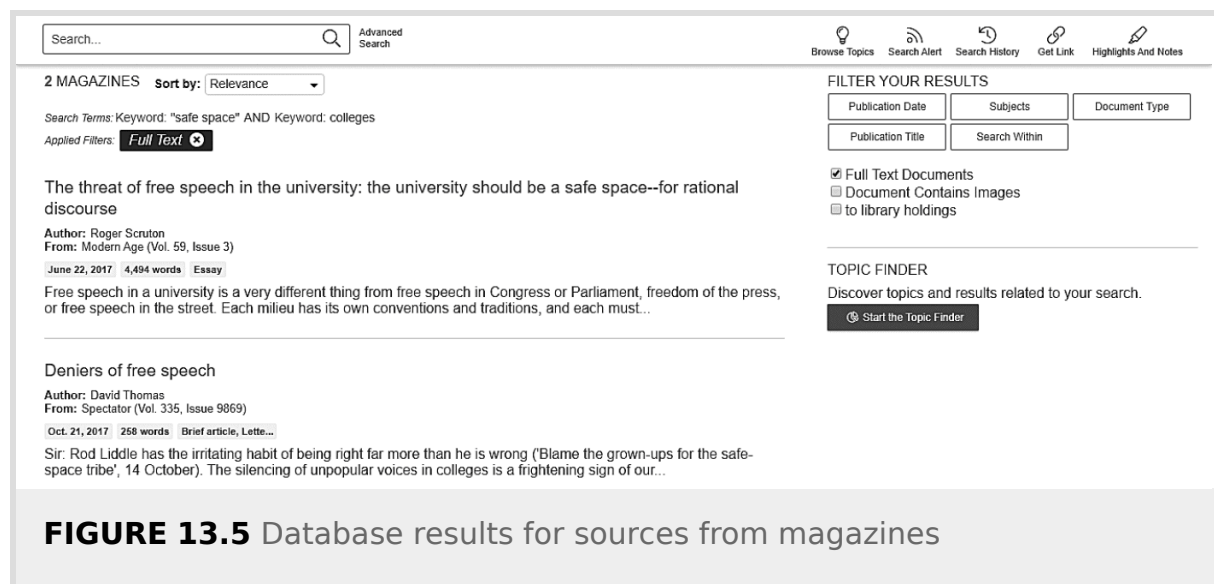 Search...
Advanced
Search
Browse Topics Search Alert Search History Get Link Highlights And Notes
2 MAGAZINES Sort by: Relevance
Search Terms: Keyword: "safe space" AND Keyword: colleges
Applied Filters: Full Text
The threat of free speech in the university: the university should be a safe space--for rational
discourse
Author: Roger Scruton
From: Modern Age (Vol. 59, Issue 3)
June 22, 2017 4,494 words Essay
Free speech in a university is a very different thing from free speech in Congress or Parliament, freedom of the press,
or free speech in the street. Each milieu has its own conventions and traditions, and each must...
Deniers of free speech
Author: David Thomas
From: Spectator (Vol. 335, Issue 9869)
Oct. 21, 2017 258 words Brief article, Lette...
Sir: Rod Liddle has the irritating habit of being right far more than he is wrong ('Blame the grown-ups for the safe-
space tribe', 14 October). The silencing of unpopular voices in colleges is a frightening sign of our...
FILTER YOUR RESULTS
Publication Date Subjects Document Type
Publication Title Search Within
Full Text Documents
Document Contains Images
to library holdings
TOPIC FINDER
Discover topics and results related to your search.
Start the Topic Finder
FIGURE 13.5 Database results for sources from magazines